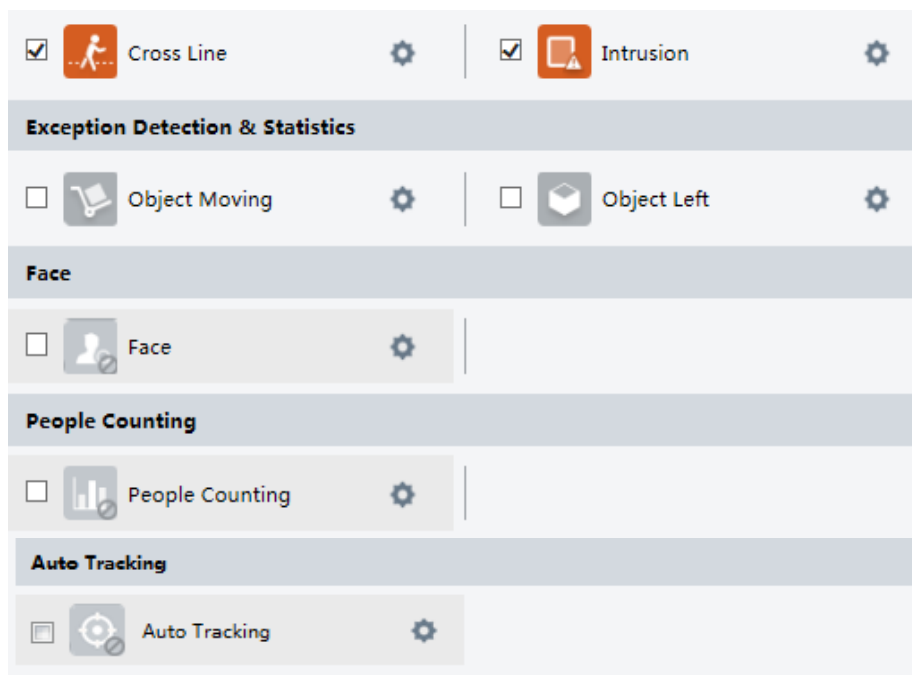 Cross Line
Intrusion
Exception Detection & Statistics
Object Moving
Object Left
Face
Face
People Counting
People Counting
Auto Tracking
Auto Tracking